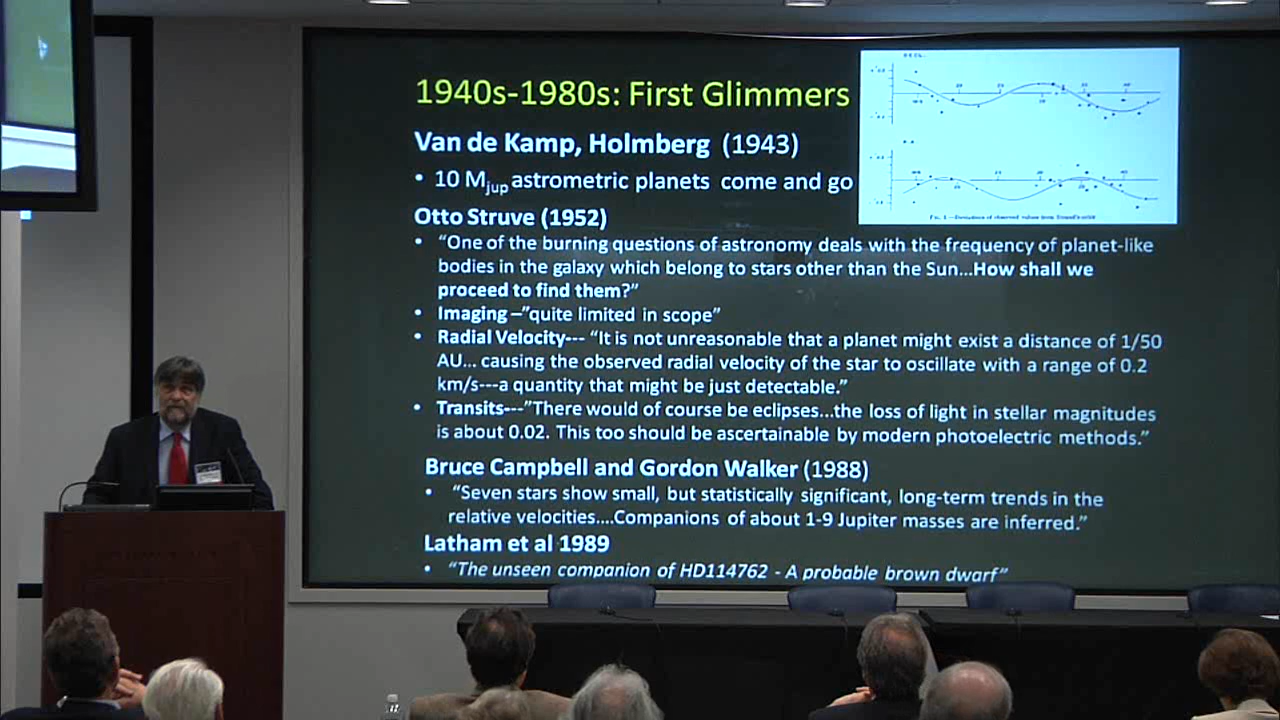 1940s-1980s: First Glimmers
Van de Kamp, Holmberg (1943)
• 10 Mjup astrometric planets come and go
Otto Struve (1952)
• “One of the burning questions of astronomy deals with the frequency of planet-like
bodies in the galaxy which belong to stars other than the Sun...How shall we
proceed to find them?”
• Imaging –”quite limited in scope”
• Radial Velocity--- “It is not unreasonable that a planet might exist a distance of 1/50
AU... causing the observed radial velocity of the star to oscillate with a range of 0.2
km/s---a quantity that might be just detectable.”
• Transits---”There would of course be eclipses...the loss of light in stellar magnitudes
is about 0.02. This too should be ascertainable by modern photoelectric methods.”
Bruce Campbell and Gordon Walker (1988)
• “Seven stars show small, but statistically significant, long-term trends in the
relative velocities....Companions of about 1-9 Jupiter masses are inferred.”
Latham et al 1989
• “The unseen companion of HD114762 - A probable brown dwarf”